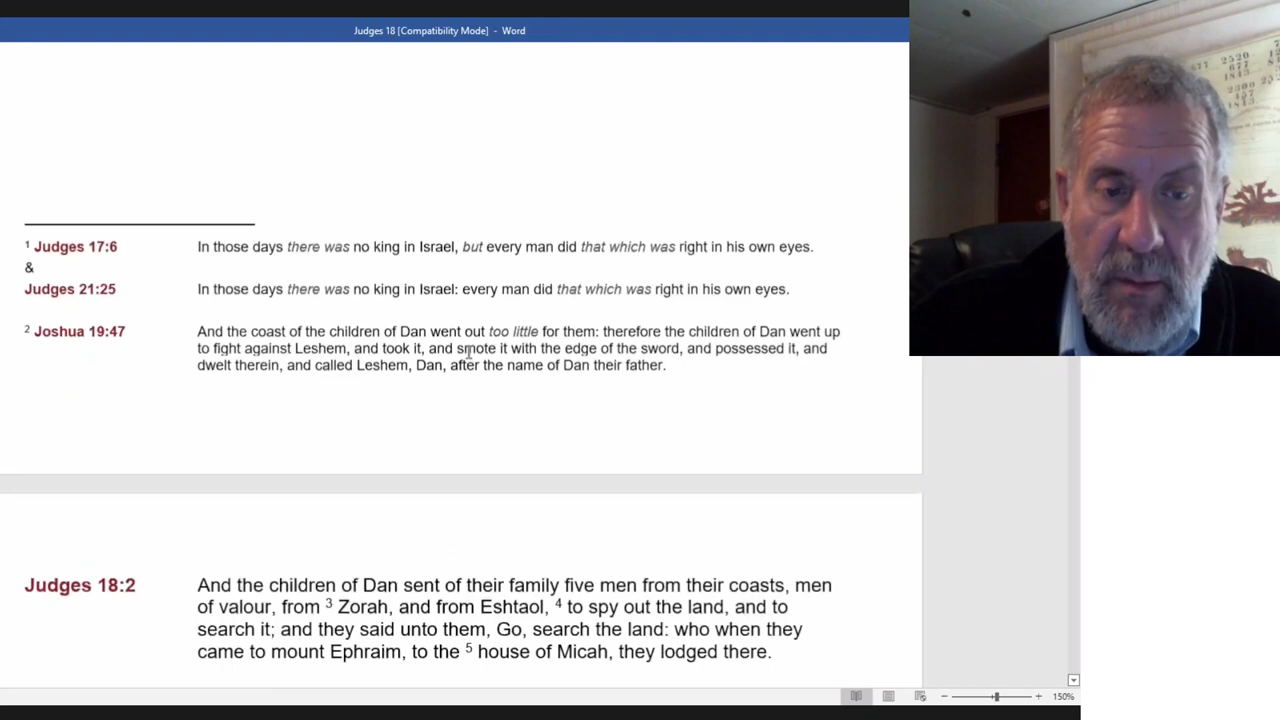 Judges 18 [Compatibility Mode] - Word
1 Judges 17:6 In those days there was no king in Israel, but every man did that which was right in his own eyes.
&
Judges 21:25 In those days there was no king in Israel: every man did that which was right in his own eyes.
2 Joshua 19:47 And the coast of the children of Dan went out too little for them: therefore the children of Dan went up
to fight against Leshem, and took it, and smote it with the edge of the sword, and possessed it, and
dwelt therein, and called Leshem, Dan, after the name of Dan their father.
Judges 18:2 And the children of Dan sent of their family five men from their coasts, men
of valour, from 3 Zorah, and from Eshtaol, 4 to spy out the land, and to
search it; and they said unto them, Go, search the land: who when they
came to mount Ephraim, to the 5 house of Micah, they lodged there.
150%
2520
677
1843
2300
457
1843